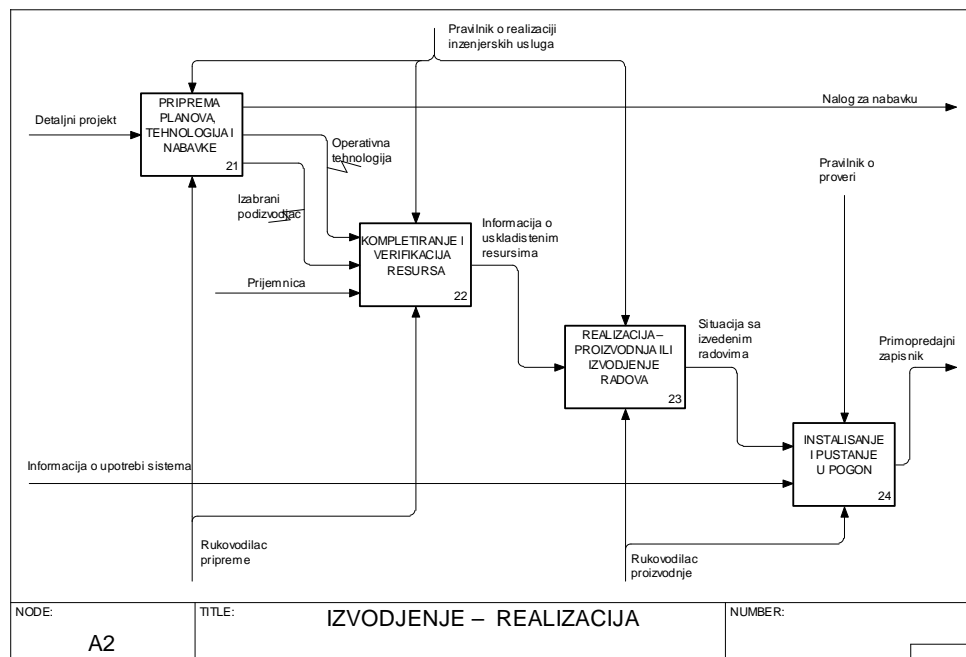 Pravilnik o realizaciji
inzenjerskih usluga
PRIPREMA
PLANOVA,
TEHNOLOGIJA I
NABAVKE
21
Nalog za nabavku
Detaljni projekt
Operativna
tehnologija
Pravilnik o
proveri
Izabrani
podizvodjac
KOMPLETIRANJE I
VERIFIKACIJA
RESURSA
22
Informacija o
uskladistenim
resursima
Prijemnica
REALIZACIJA –
PROIZVODNJA ILI
IZVODJENJE
RADOVA
23
Situacija sa
izvedenim
radovima
Primopredajni
zapisnik
INSTALISANJE
I PUSTANJE
U POGON
24
Informacija o upotrebi sistema
Rukovodilac
pripreme
Rukovodilac
proizvodnje
NODE:
A2
TITLE:
IZVODJENJE – REALIZACIJA
NUMBER: